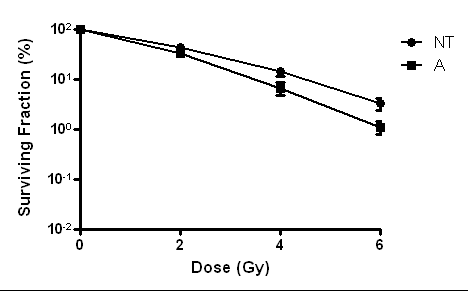 Surviving Fraction (%)
10²
10¹
10⁰
10⁻¹
10⁻²
0 2 4 6
Dose (Gy)
NT
A